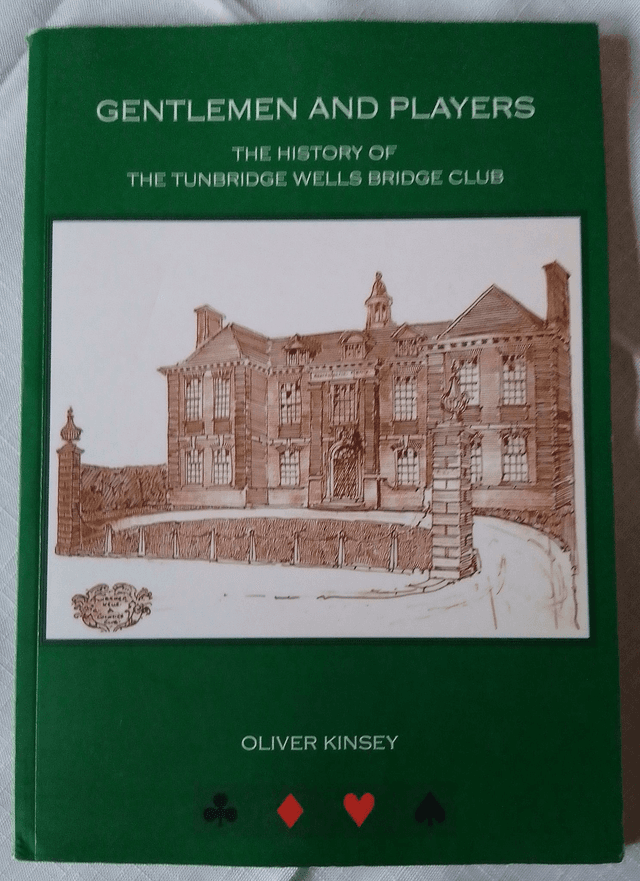 GENTLEMEN AND PLAYERS
THE HISTORY OF
THE TUNBRIDGE WELLS BRIDGE CLUB
OLIVER KINSEY